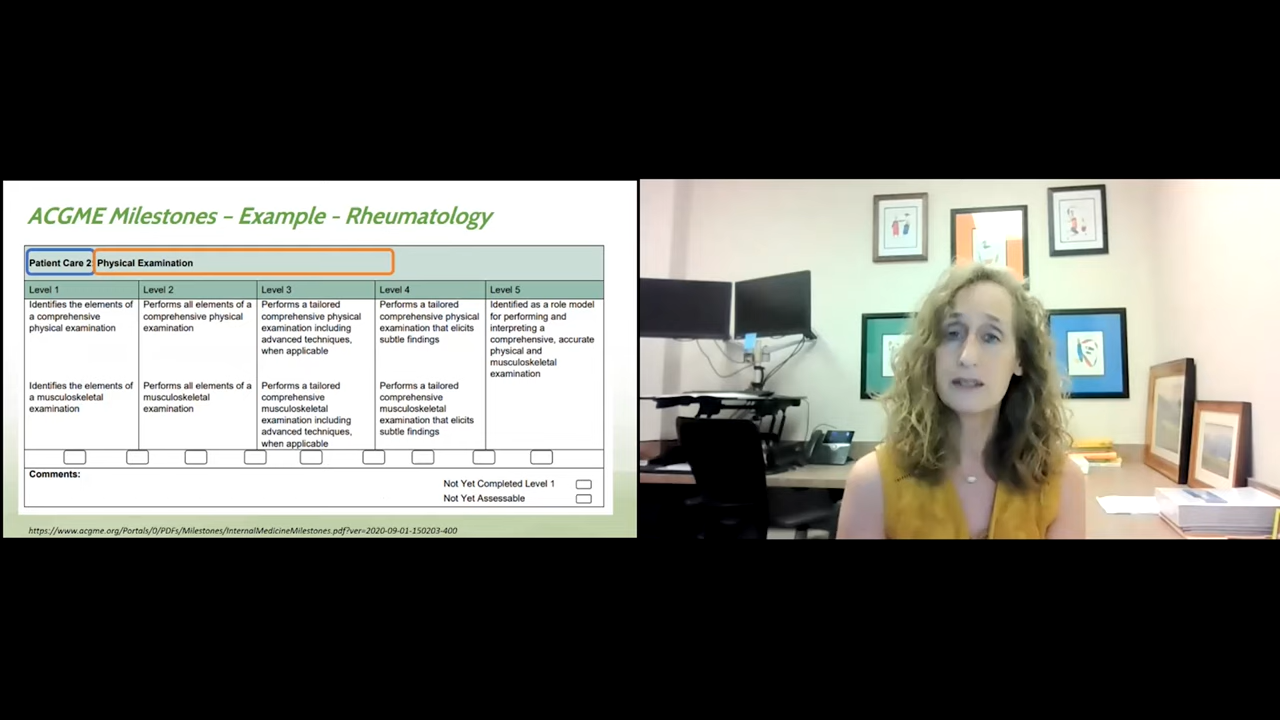 ACGME Milestones – Example - Rheumatology
Patient Care 2 Physical Examination
Level 1 Level 2 Level 3 Level 4 Level 5
Identifies the elements of
a comprehensive
physical examination
Performs all elements of a
comprehensive physical
examination
Performs a tailored
comprehensive physical
examination including
advanced techniques,
when applicable
Performs a tailored
comprehensive physical
examination that elicits
subtle findings
Identified as a role model
for performing and
interpreting a
comprehensive, accurate
physical and
musculoskeletal
examination
Identifies the elements of
a musculoskeletal
examination
Performs all elements of a
musculoskeletal
examination
Performs a tailored
comprehensive
musculoskeletal
examination including
advanced techniques,
when applicable
Performs a tailored
comprehensive
musculoskeletal
examination that elicits
subtle findings
Comments:
Not Yet Completed Level 1
Not Yet Assessable
https://www.acgme.org/Portals/0/PDFs/Milestones/InternalMedicineMilestones.pdf?ver=2020-09-01-150203-400